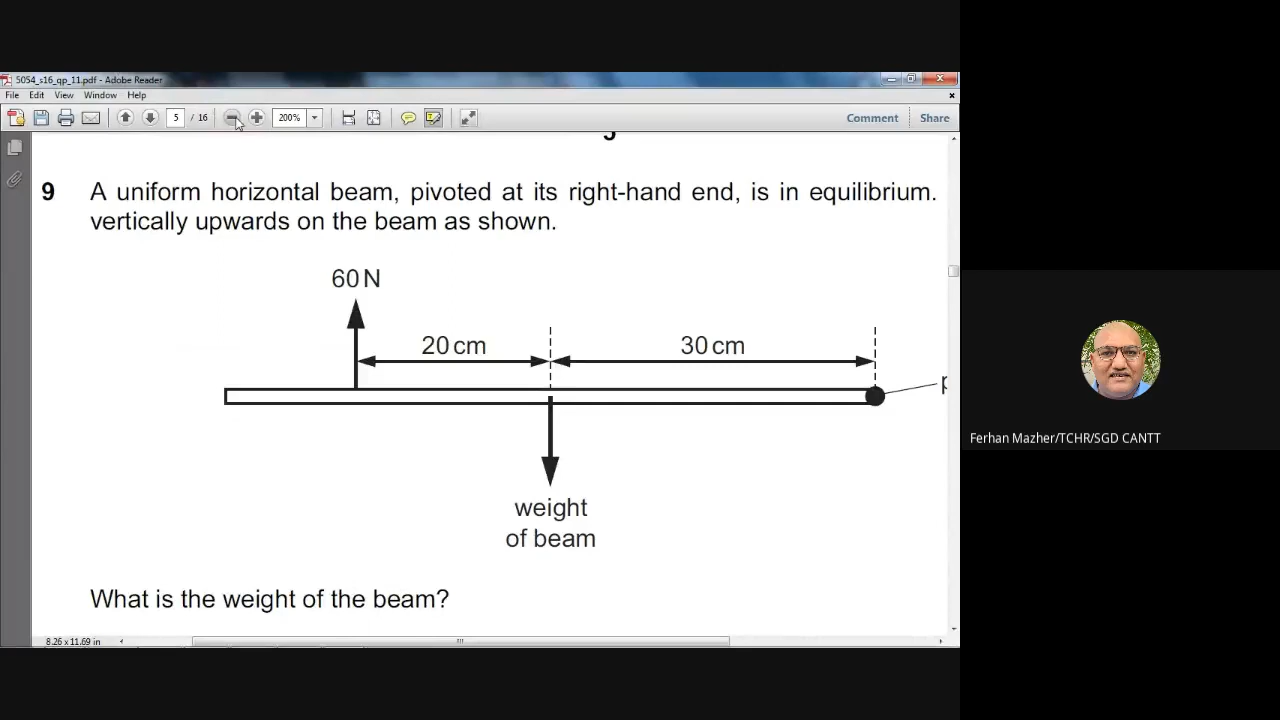 5054_s16_qp_11.pdf - Adobe Reader
File Edit View Window Help
5 / 16 200% Comment Share
9 A uniform horizontal beam, pivoted at its right-hand end, is in equilibrium.
vertically upwards on the beam as shown.
60 N
20 cm 30 cm
p
weight
of beam
Ferhan Mazher/TCHR/SGD CANTT
What is the weight of the beam?
8.26 x 11.69 in